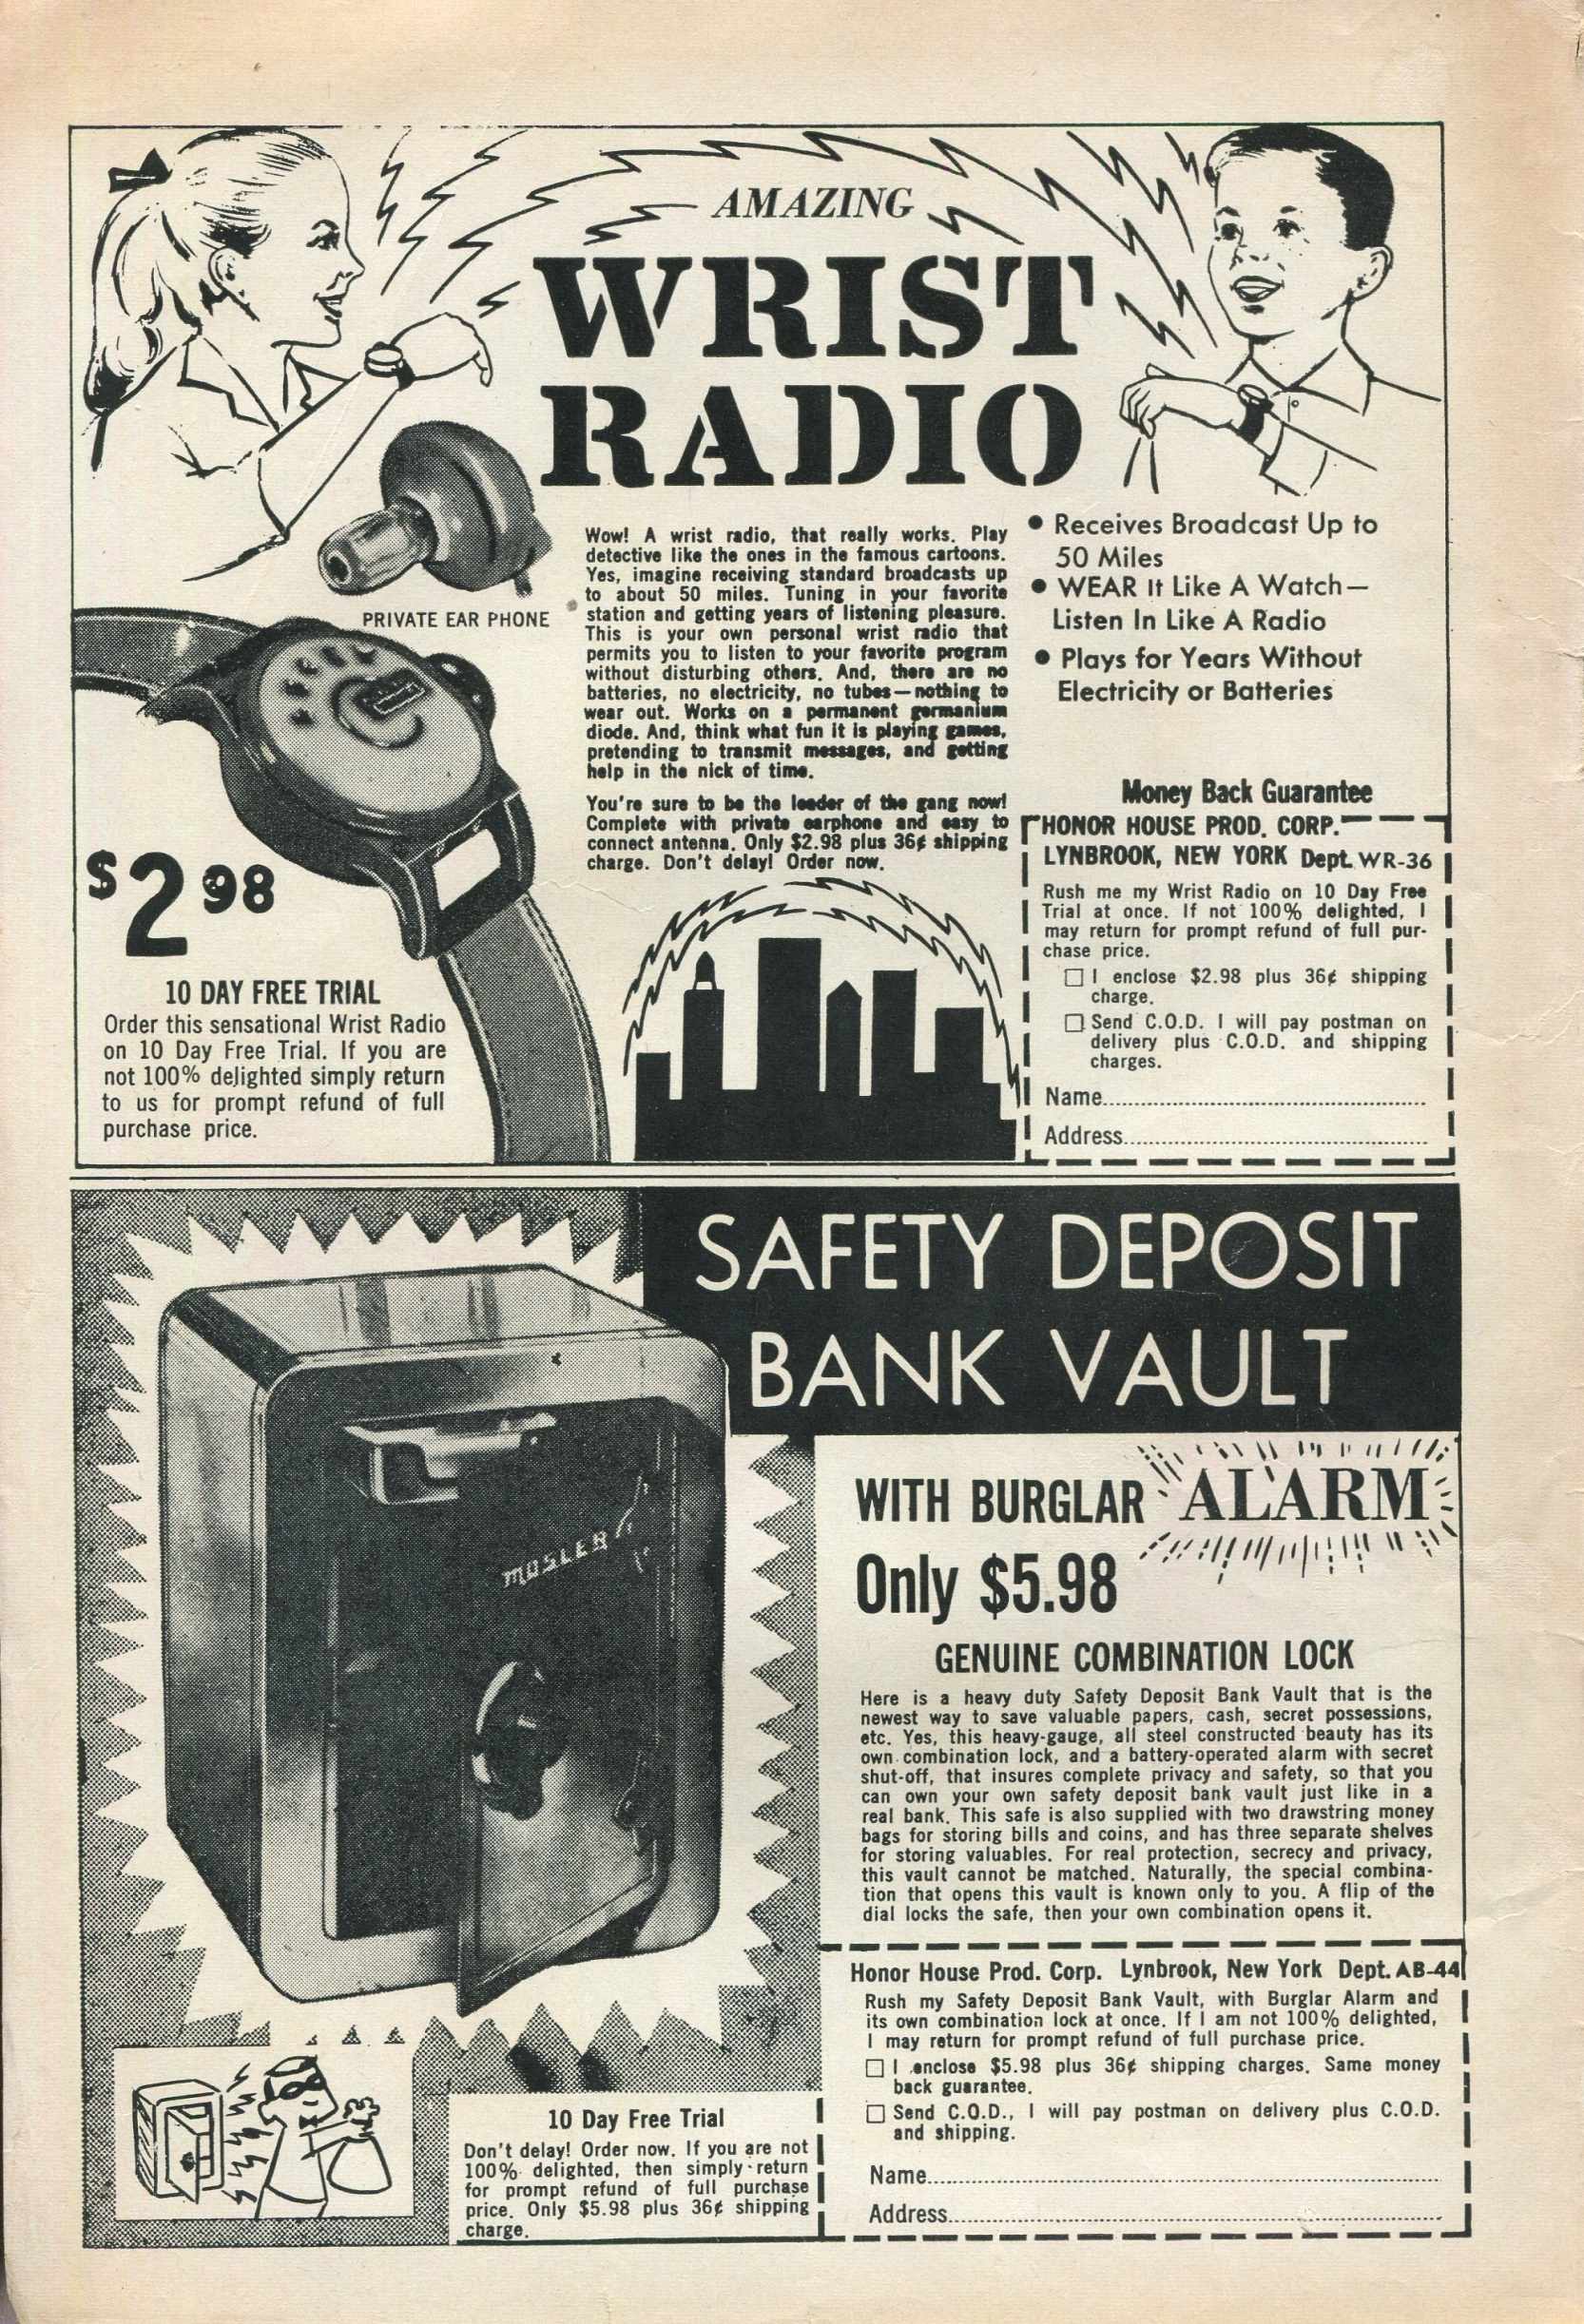 AMAZING
WRIST
RADIO
PRIVATE EAR PHONE
Wow! A wrist radio, that really works. Play
detective like the ones in the famous cartoons.
Yes, imagine receiving standard broadcasts up
to about 50 miles. Tuning in your favorite
station and getting years of listening pleasure.
This is your own personal wrist radio that
permits you to listen to your favorite program
without disturbing others. And, there are no
batteries, no electricity, no tubes—nothing to
wear out. Works on a permanent germanium
diode. And, think what fun it is playing games,
pretending to transmit messages, and getting
help in the nick of time.
You're sure to be the leader of the gang now!
Complete with private earphone and easy to
connect antenna. Only $2.98 plus 36¢ shipping
charge. Don't delay! Order now.
● Receives Broadcast Up to
50 Miles
● WEAR It Like A Watch—
Listen In Like A Radio
● Plays for Years Without
Electricity or Batteries
$2 98
10 DAY FREE TRIAL
Order this sensational Wrist Radio
on 10 Day Free Trial. If you are
not 100% delighted simply return
to us for prompt refund of full
purchase price.
Money Back Guarantee
HONOR HOUSE PROD. CORP.
LYNBROOK, NEW YORK Dept. WR-36
Rush me my Wrist Radio on 10 Day Free
Trial at once. If not 100% delighted, I
may return for prompt refund of full pur-
chase price.
☐ I enclose $2.98 plus 36¢ shipping
charge.
☐ Send C.O.D. I will pay postman on
delivery plus C.O.D. and shipping
charges.
Name
Address
SAFETY DEPOSIT
BANK VAULT
WITH BURGLAR ALARM
Only $5.98
MOSLER
GENUINE COMBINATION LOCK
Here is a heavy duty Safety Deposit Bank Vault that is the
newest way to save valuable papers, cash, secret possessions,
etc. Yes, this heavy-gauge, all steel constructed beauty has its
own combination lock, and a battery-operated alarm with secret
shut-off, that insures complete privacy and safety, so that you
can own your own safety deposit bank vault just like in a
real bank. This safe is also supplied with two drawstring money
bags for storing bills and coins, and has three separate shelves
for storing valuables. For real protection, secrecy and privacy,
this vault cannot be matched. Naturally, the special combina-
tion that opens this vault is known only to you. A flip of the
dial locks the safe, then your own combination opens it.
Honor House Prod. Corp. Lynbrook, New York Dept. AB-44
Rush my Safety Deposit Bank Vault, with Burglar Alarm and
its own combination lock at once. If I am not 100% delighted,
I may return for prompt refund of full purchase price.
☐ I enclose $5.98 plus 36¢ shipping charges. Same money
back guarantee.
☐ Send C.O.D., I will pay postman on delivery plus C.O.D.
and shipping.
Name
Address
10 Day Free Trial
Don't delay! Order now. If you are not
100% delighted, then simply return
for prompt refund of full purchase
price. Only $5.98 plus 36¢ shipping
charge.